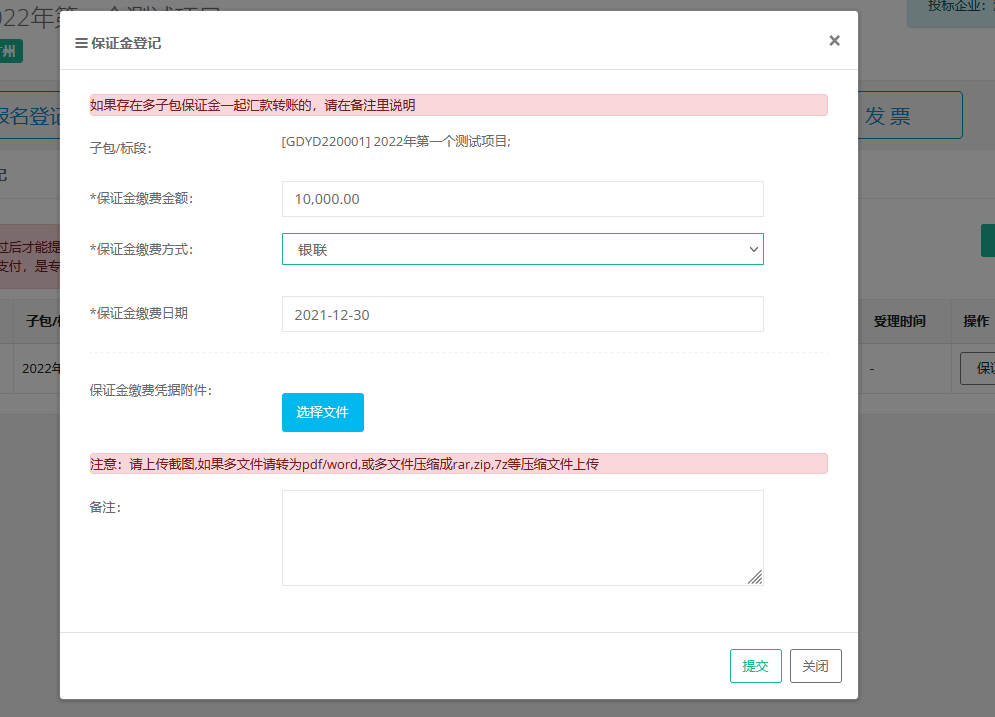 022年第一个测试项目
投标企业：
州
保证金登记
×
报名登记
发 票
如果存在多子包保证金一起汇款转账的，请在备注里说明
子包/标段：
[GDYD220001] 2022年第一个测试项目;
记
*保证金缴费金额：
10,000.00
过后才能提
支付，是专
*保证金缴费方式：
银联
*保证金缴费日期
2021-12-30
子包/
受理时间
操作
2022年
-
保证
保证金缴费凭据附件：
选择文件
注意：请上传截图,如果多文件请转为pdf/word,或多文件压缩成rar,zip,7z等压缩文件上传
备注：
提交
关闭